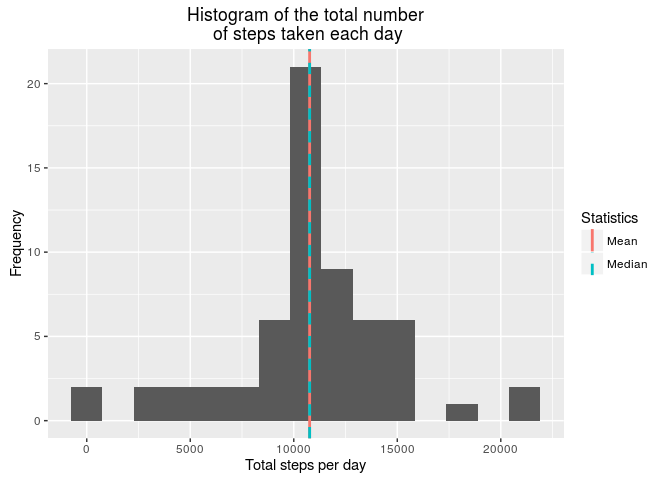 Histogram of the total number
of steps taken each day
Frequency
20
15
10
5
0
0 5000 10000 15000 20000
Total steps per day
Statistics
Mean
Median